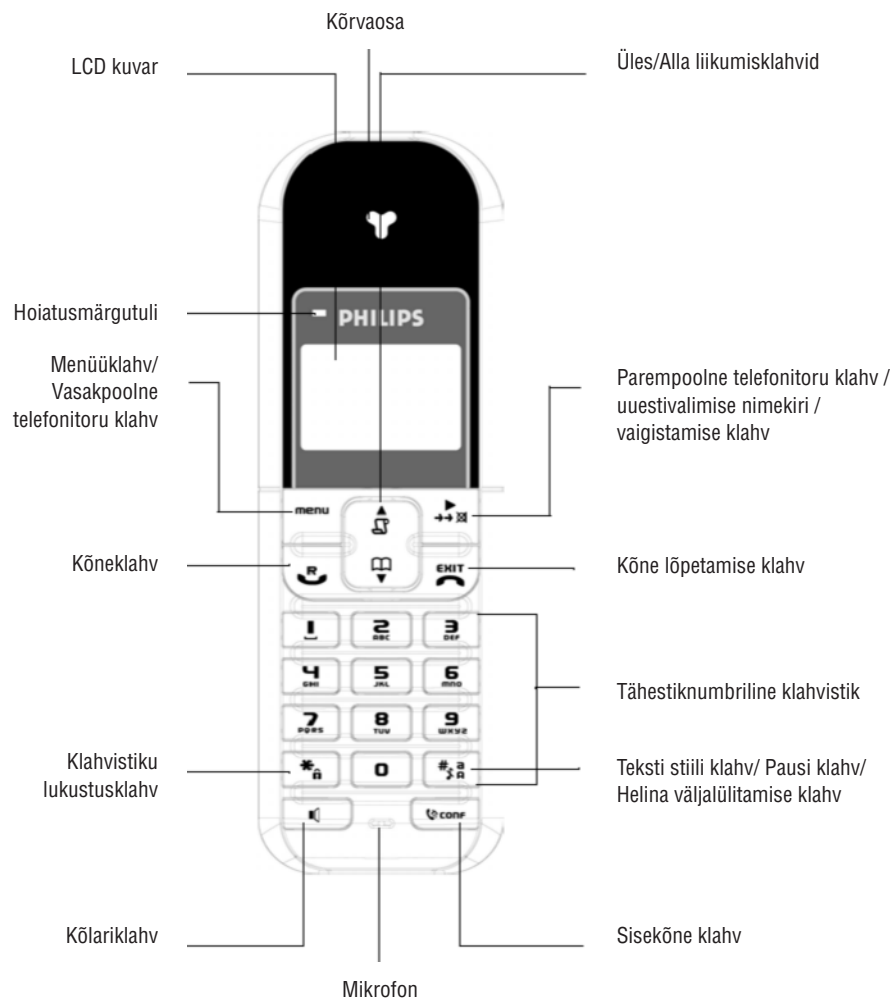 Kõrvaosa
LCD kuvar
Üles/Alla liikumisklahvid
Hoiatusmärgutuli
PHILIPS
Menüüklahv/
Vasakpoolne
telefonitoru klahv
Parempoolne telefonitoru klahv /
uuestivalimise nimekiri /
vaigistamise klahv
menu
Kõneklahv
R
EXIT
Kõne lõpetamise klahv
1 2 3
ABC DEF
4 5 6
GHI JKL MNO
Tähestiknumbriline klahvistik
7 8 9
PQRS TUV WXYZ
Klahvistiku
lukustusklahv
* 0 # a
A
Teksti stiili klahv/ Pausi klahv/
Helina väljalülitamise klahv
conf
Kõlariklahv
Sisekõne klahv
Mikrofon